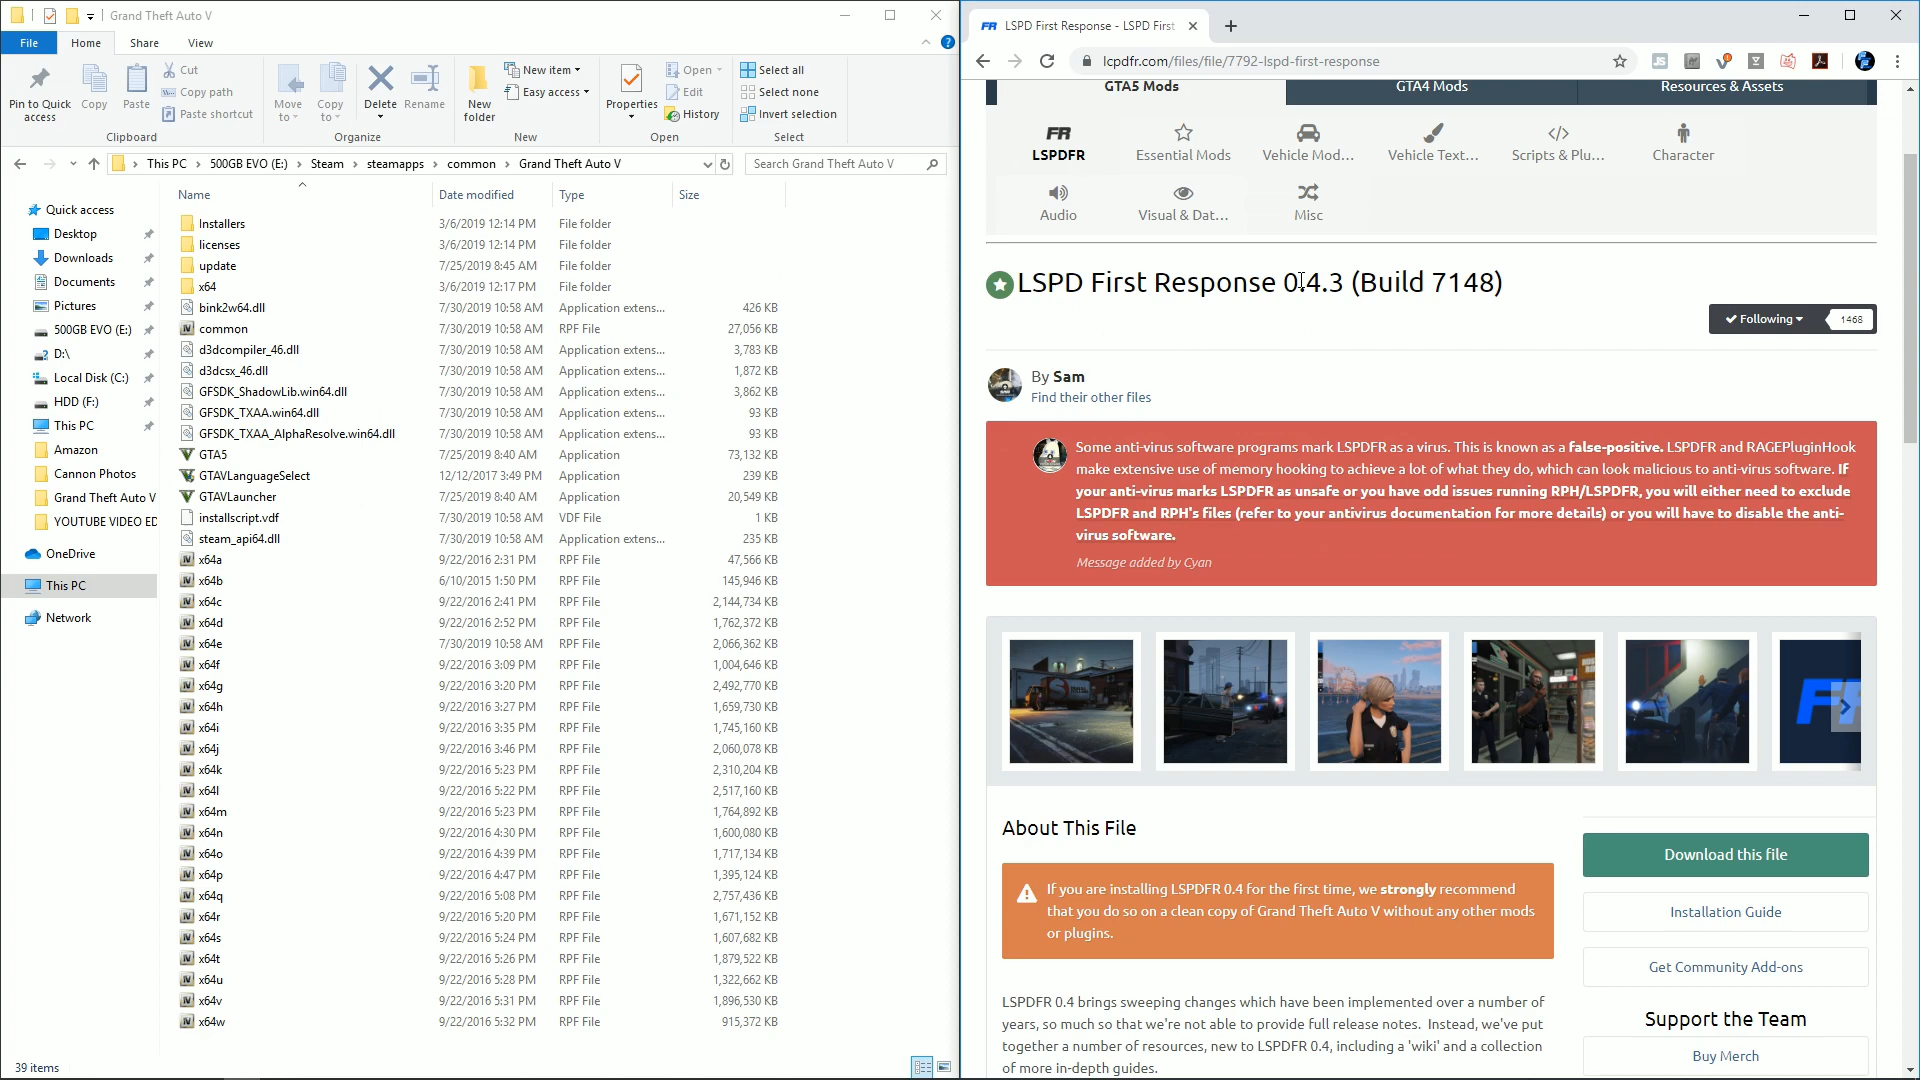 Grand Theft Auto V
File
Home
Share
View
Pin to Quick access
Copy
Paste
Cut
Copy path
Paste shortcut
Clipboard
Move to
Copy to
Delete
Rename
Organize
New folder
New item
Easy access
New
Properties
Open
Edit
History
Open
Select all
Select none
Invert selection
Select
This PC > 500GB EVO (E:) > Steam > steamapps > common > Grand Theft Auto V
Search Grand Theft Auto V
Quick access
Desktop
Downloads
Documents
Pictures
500GB EVO (E:)
D:\
Local Disk (C:)
HDD (F:)
This PC
Amazon
Cannon Photos
Grand Theft Auto V
YOUTUBE VIDEO ED
OneDrive
This PC
Network
Name Date modified Type Size
Installers 3/6/2019 12:14 PM File folder
licenses 3/6/2019 12:14 PM File folder
update 7/25/2019 8:45 AM File folder
x64 3/6/2019 12:17 PM File folder
bink2w64.dll 7/30/2019 10:58 AM Application extens... 426 KB
common 7/30/2019 10:58 AM RPF File 27,056 KB
d3dcompiler_46.dll 7/30/2019 10:58 AM Application extens... 3,783 KB
d3dcsx_46.dll 7/30/2019 10:58 AM Application extens... 1,872 KB
GFSDK_ShadowLib.win64.dll 7/30/2019 10:58 AM Application extens... 3,862 KB
GFSDK_TXAA.win64.dll 7/30/2019 10:58 AM Application extens... 93 KB
GFSDK_TXAA_AlphaResolve.win64.dll 7/30/2019 10:58 AM Application extens... 93 KB
GTA5 7/25/2019 8:40 AM Application 73,132 KB
GTAVLanguageSelect 12/12/2017 3:49 PM Application 239 KB
GTAVLauncher 7/25/2019 8:40 AM Application 20,549 KB
installscript.vdf 7/30/2019 10:58 AM VDF File 1 KB
steam_api64.dll 7/30/2019 10:58 AM Application extens... 235 KB
x64a 9/22/2016 2:31 PM RPF File 47,566 KB
x64b 6/10/2015 1:50 PM RPF File 145,946 KB
x64c 9/22/2016 2:41 PM RPF File 2,144,734 KB
x64d 9/22/2016 2:52 PM RPF File 1,762,372 KB
x64e 7/30/2019 10:58 AM RPF File 2,066,362 KB
x64f 9/22/2016 3:09 PM RPF File 1,004,646 KB
x64g 9/22/2016 3:20 PM RPF File 2,492,770 KB
x64h 9/22/2016 3:27 PM RPF File 1,659,730 KB
x64i 9/22/2016 3:35 PM RPF File 1,745,160 KB
x64j 9/22/2016 3:46 PM RPF File 2,060,078 KB
x64k 9/22/2016 5:23 PM RPF File 2,310,204 KB
x64l 9/22/2016 5:22 PM RPF File 2,517,160 KB
x64m 9/22/2016 5:23 PM RPF File 1,764,892 KB
x64n 9/22/2016 4:30 PM RPF File 1,600,080 KB
x64o 9/22/2016 4:39 PM RPF File 1,717,134 KB
x64p 9/22/2016 4:47 PM RPF File 1,395,124 KB
x64q 9/22/2016 5:08 PM RPF File 2,757,436 KB
x64r 9/22/2016 5:20 PM RPF File 1,671,152 KB
x64s 9/22/2016 5:24 PM RPF File 1,607,682 KB
x64t 9/22/2016 5:26 PM RPF File 1,879,522 KB
x64u 9/22/2016 5:28 PM RPF File 1,322,662 KB
x64v 9/22/2016 5:31 PM RPF File 1,896,530 KB
x64w 9/22/2016 5:32 PM RPF File 915,372 KB
39 items
LSPD First Response - LSPD First
lcpdfr.com/files/file/7792-lspd-first-response
GTA5 Mods
GTA4 Mods
Resources & Assets
FR
LSPDFR
Essential Mods
Vehicle Mod...
Vehicle Text...
Scripts & Plu...
Character
Audio
Visual & Dat...
Misc
LSPD First Response 0.4.3 (Build 7148)
Following
1468
By Sam
Find their other files
Some anti-virus software programs mark LSPDFR as a virus. This is known as a false-positive. LSPDFR and RAGEPluginHook
make extensive use of memory hooking to achieve a lot of what they do, which can look malicious to anti-virus software. If
your anti-virus marks LSPDFR as unsafe or you have odd issues running RPH/LSPDFR, you will either need to exclude
LSPDFR and RPH's files (refer to your antivirus documentation for more details) or you will have to disable the anti-
virus software.
Message added by Cyan
About This File
If you are installing LSPDFR 0.4 for the first time, we strongly recommend
that you do so on a clean copy of Grand Theft Auto V without any other mods
or plugins.
LSPDFR 0.4 brings sweeping changes which have been implemented over a number of
years, so much so that we're not able to provide full release notes. Instead, we've put
together a number of resources, new to LSPDFR 0.4, including a 'wiki' and a collection
of more in-depth guides.
Download this file
Installation Guide
Get Community Add-ons
Support the Team
Buy Merch